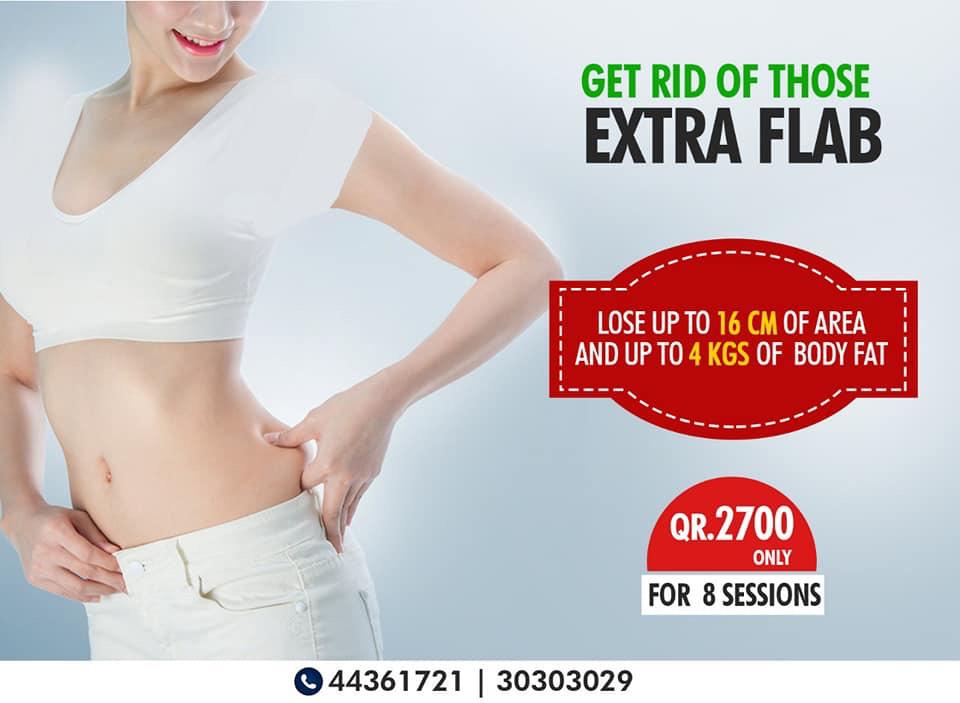 GET RID OF THOSE
EXTRA FLAB
LOSE UP TO 16 CM OF AREA
AND UP TO 4 KGS OF BODY FAT
QR.2700
ONLY
FOR 8 SESSIONS
44361721 | 30303029